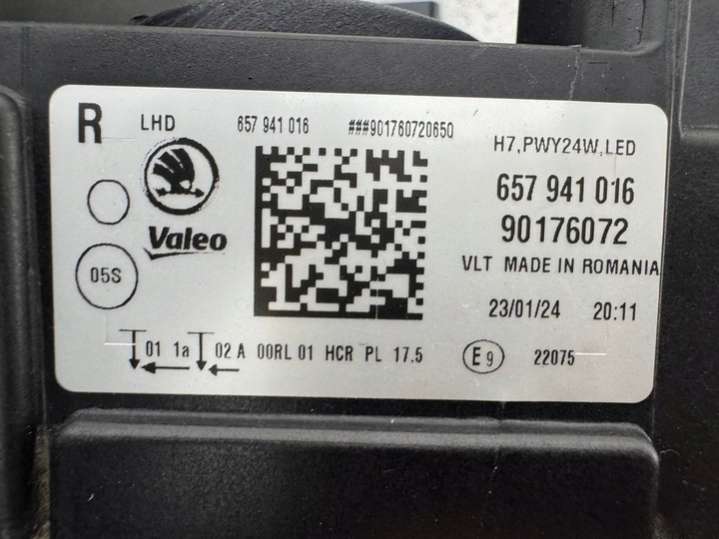 R LHD 657 941 016 ###901760720650
H7,PWY24W,LED
657 941 016
Valeo
90176072
05S
VLT MADE IN ROMANIA
23/01/24 20:11
01 1a 02 A 00RL 01 HCR PL 17.5 E9 22075